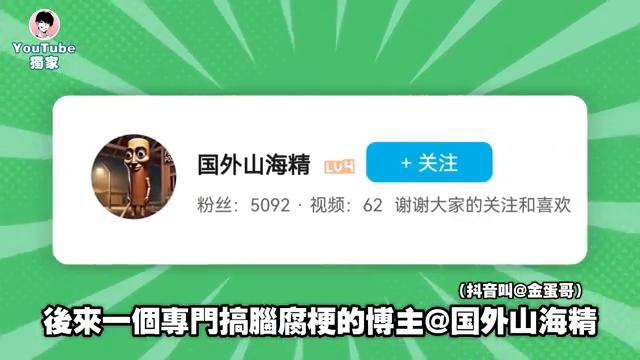 YouTube
獨家
国外山海精 LV4 + 关注
粉丝：5092 · 视频：62 谢谢大家的关注和喜欢
（抖音叫@金蛋哥）
後來一個專門搞腦腐梗的博主@国外山海精